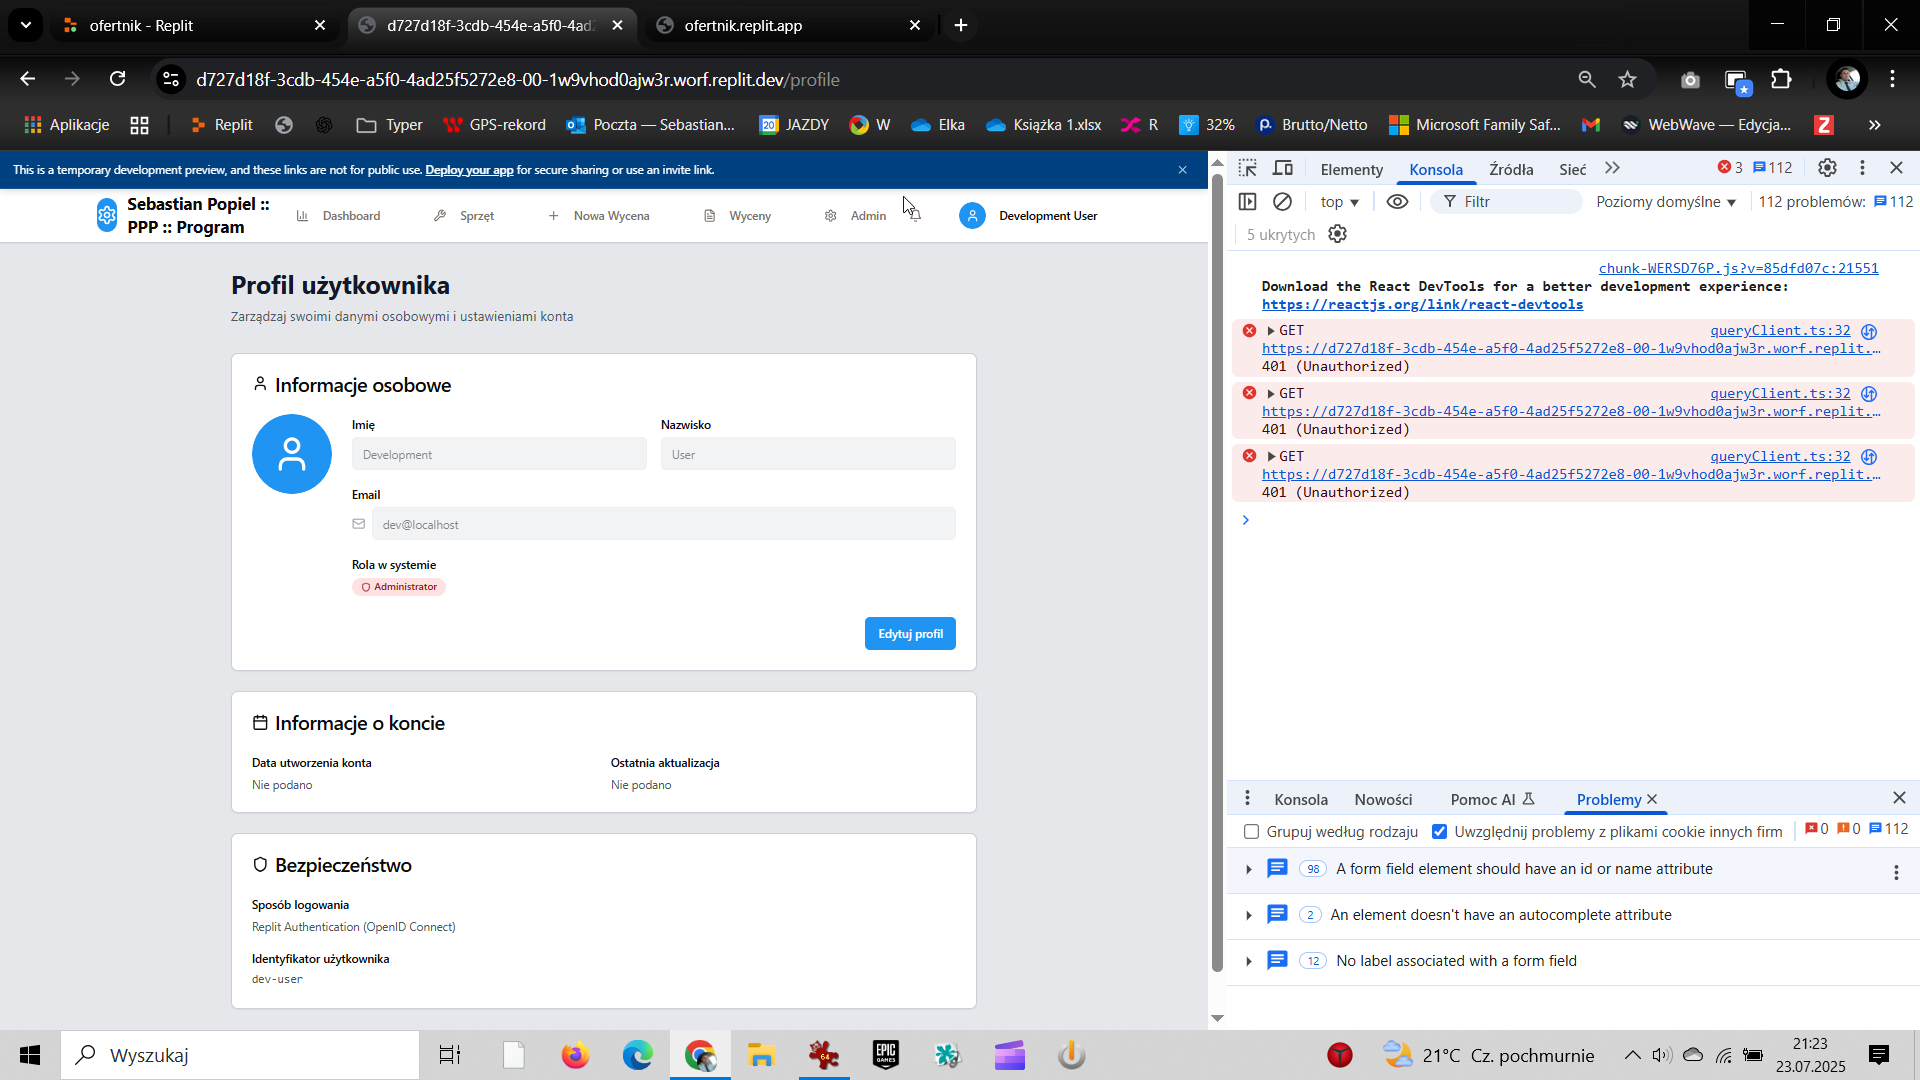 ofertnik - Replit
d727d18f-3cdb-454e-a5f0-4ad2
ofertnik.replit.app
d727d18f-3cdb-454e-a5f0-4ad25f5272e8-00-1w9vhod0ajw3r.worf.replit.dev/profile
Aplikacje
Replit
Typer
GPS-rekord
Poczta — Sebastian...
20
JAZDY
W
Elka
Książka 1.xlsx
R
32%
Brutto/Netto
Microsoft Family Saf...
WebWave — Edycja...
Z
This is a temporary development preview, and these links are not for public use. Deploy your app for secure sharing or use an invite link.
Sebastian Popiel ::
PPP :: Program
Dashboard
Sprzęt
Nowa Wycena
Wyceny
Admin
Development User
Profil użytkownika
Zarządzaj swoimi danymi osobowymi i ustawieniami konta
Informacje osobowe
Imię
Nazwisko
Development
User
Email
dev@localhost
Rola w systemie
Administrator
Edytuj profil
Informacje o koncie
Data utworzenia konta
Ostatnia aktualizacja
Nie podano
Nie podano
Bezpieczeństwo
Sposób logowania
Replit Authentication (OpenID Connect)
Identyfikator użytkownika
dev-user
Elementy
Konsola
Źródła
Sieć
3
112
top
Filtr
Poziomy domyślne
112 problemów:
112
5 ukrytych
chunk-WERSD76P.js?v=85dfd07c:21551
Download the React DevTools for a better development experience:
https://reactjs.org/link/react-devtools
GET
queryClient.ts:32
https://d727d18f-3cdb-454e-a5f0-4ad25f5272e8-00-1w9vhod0ajw3r.worf.replit.…
401 (Unauthorized)
GET
queryClient.ts:32
https://d727d18f-3cdb-454e-a5f0-4ad25f5272e8-00-1w9vhod0ajw3r.worf.replit.…
401 (Unauthorized)
GET
queryClient.ts:32
https://d727d18f-3cdb-454e-a5f0-4ad25f5272e8-00-1w9vhod0ajw3r.worf.replit.…
401 (Unauthorized)
Konsola
Nowości
Pomoc AI
Problemy
Grupuj według rodzaju
Uwzględnij problemy z plikami cookie innych firm
0
0
112
98
A form field element should have an id or name attribute
2
An element doesn't have an autocomplete attribute
12
No label associated with a form field
Wyszukaj
64
EPIC
GAMES
21°C Cz. pochmurnie
21:23
23.07.2025